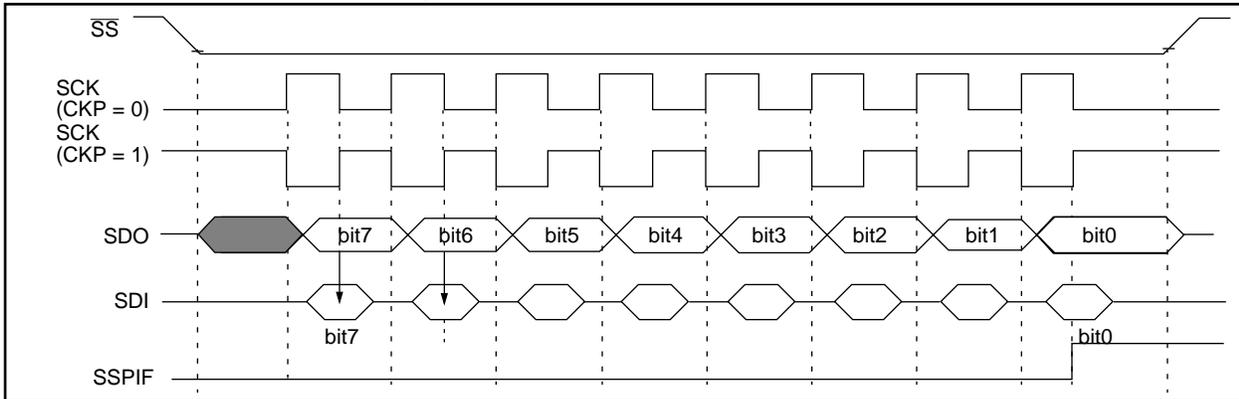 SS
SCK
(CKP = 0)
SCK
(CKP = 1)
SDO
bit7 bit6 bit5 bit4 bit3 bit2 bit1 bit0
SDI
bit7 bit0
SSPIF